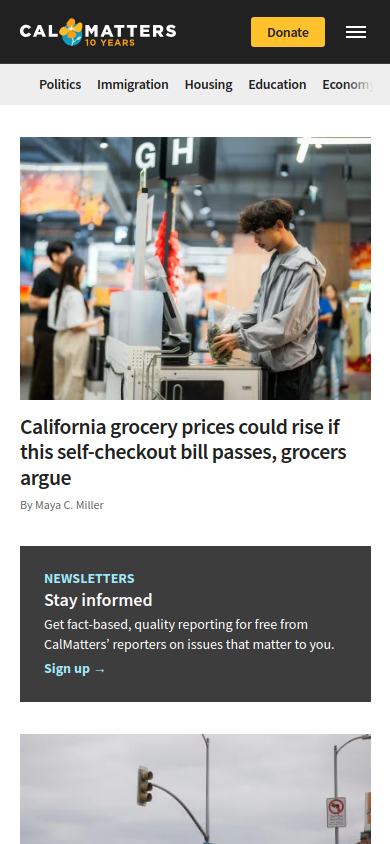 CALMATTERS
10 YEARS
Donate
Politics Immigration Housing Education Economy
G H
California grocery prices could rise if
this self-checkout bill passes, grocers
argue
By Maya C. Miller
NEWSLETTERS
Stay informed
Get fact-based, quality reporting for free from
CalMatters’ reporters on issues that matter to you.
Sign up →